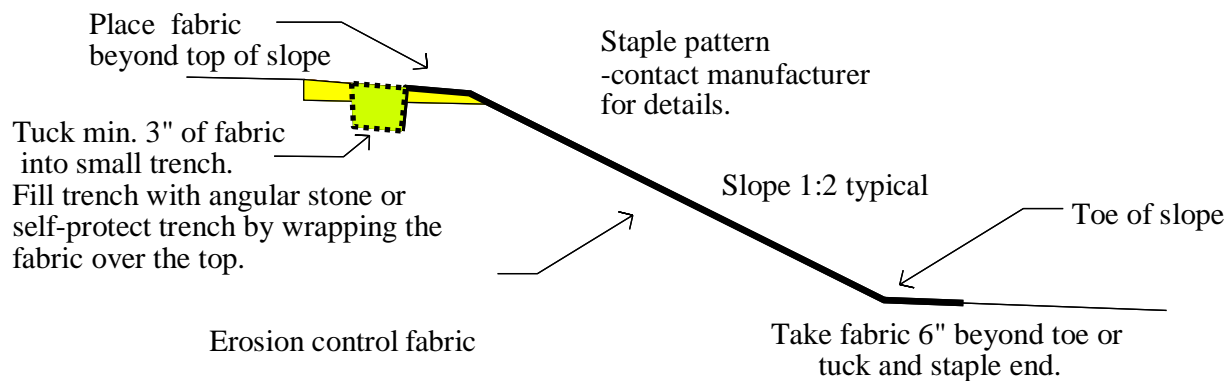 Place fabric
beyond top of slope
Staple pattern
-contact manufacturer
for details.
Tuck min. 3" of fabric
into small trench.
Fill trench with angular stone or
self-protect trench by wrapping the
fabric over the top.
Slope 1:2 typical
Toe of slope
Erosion control fabric
Take fabric 6" beyond toe or
tuck and staple end.